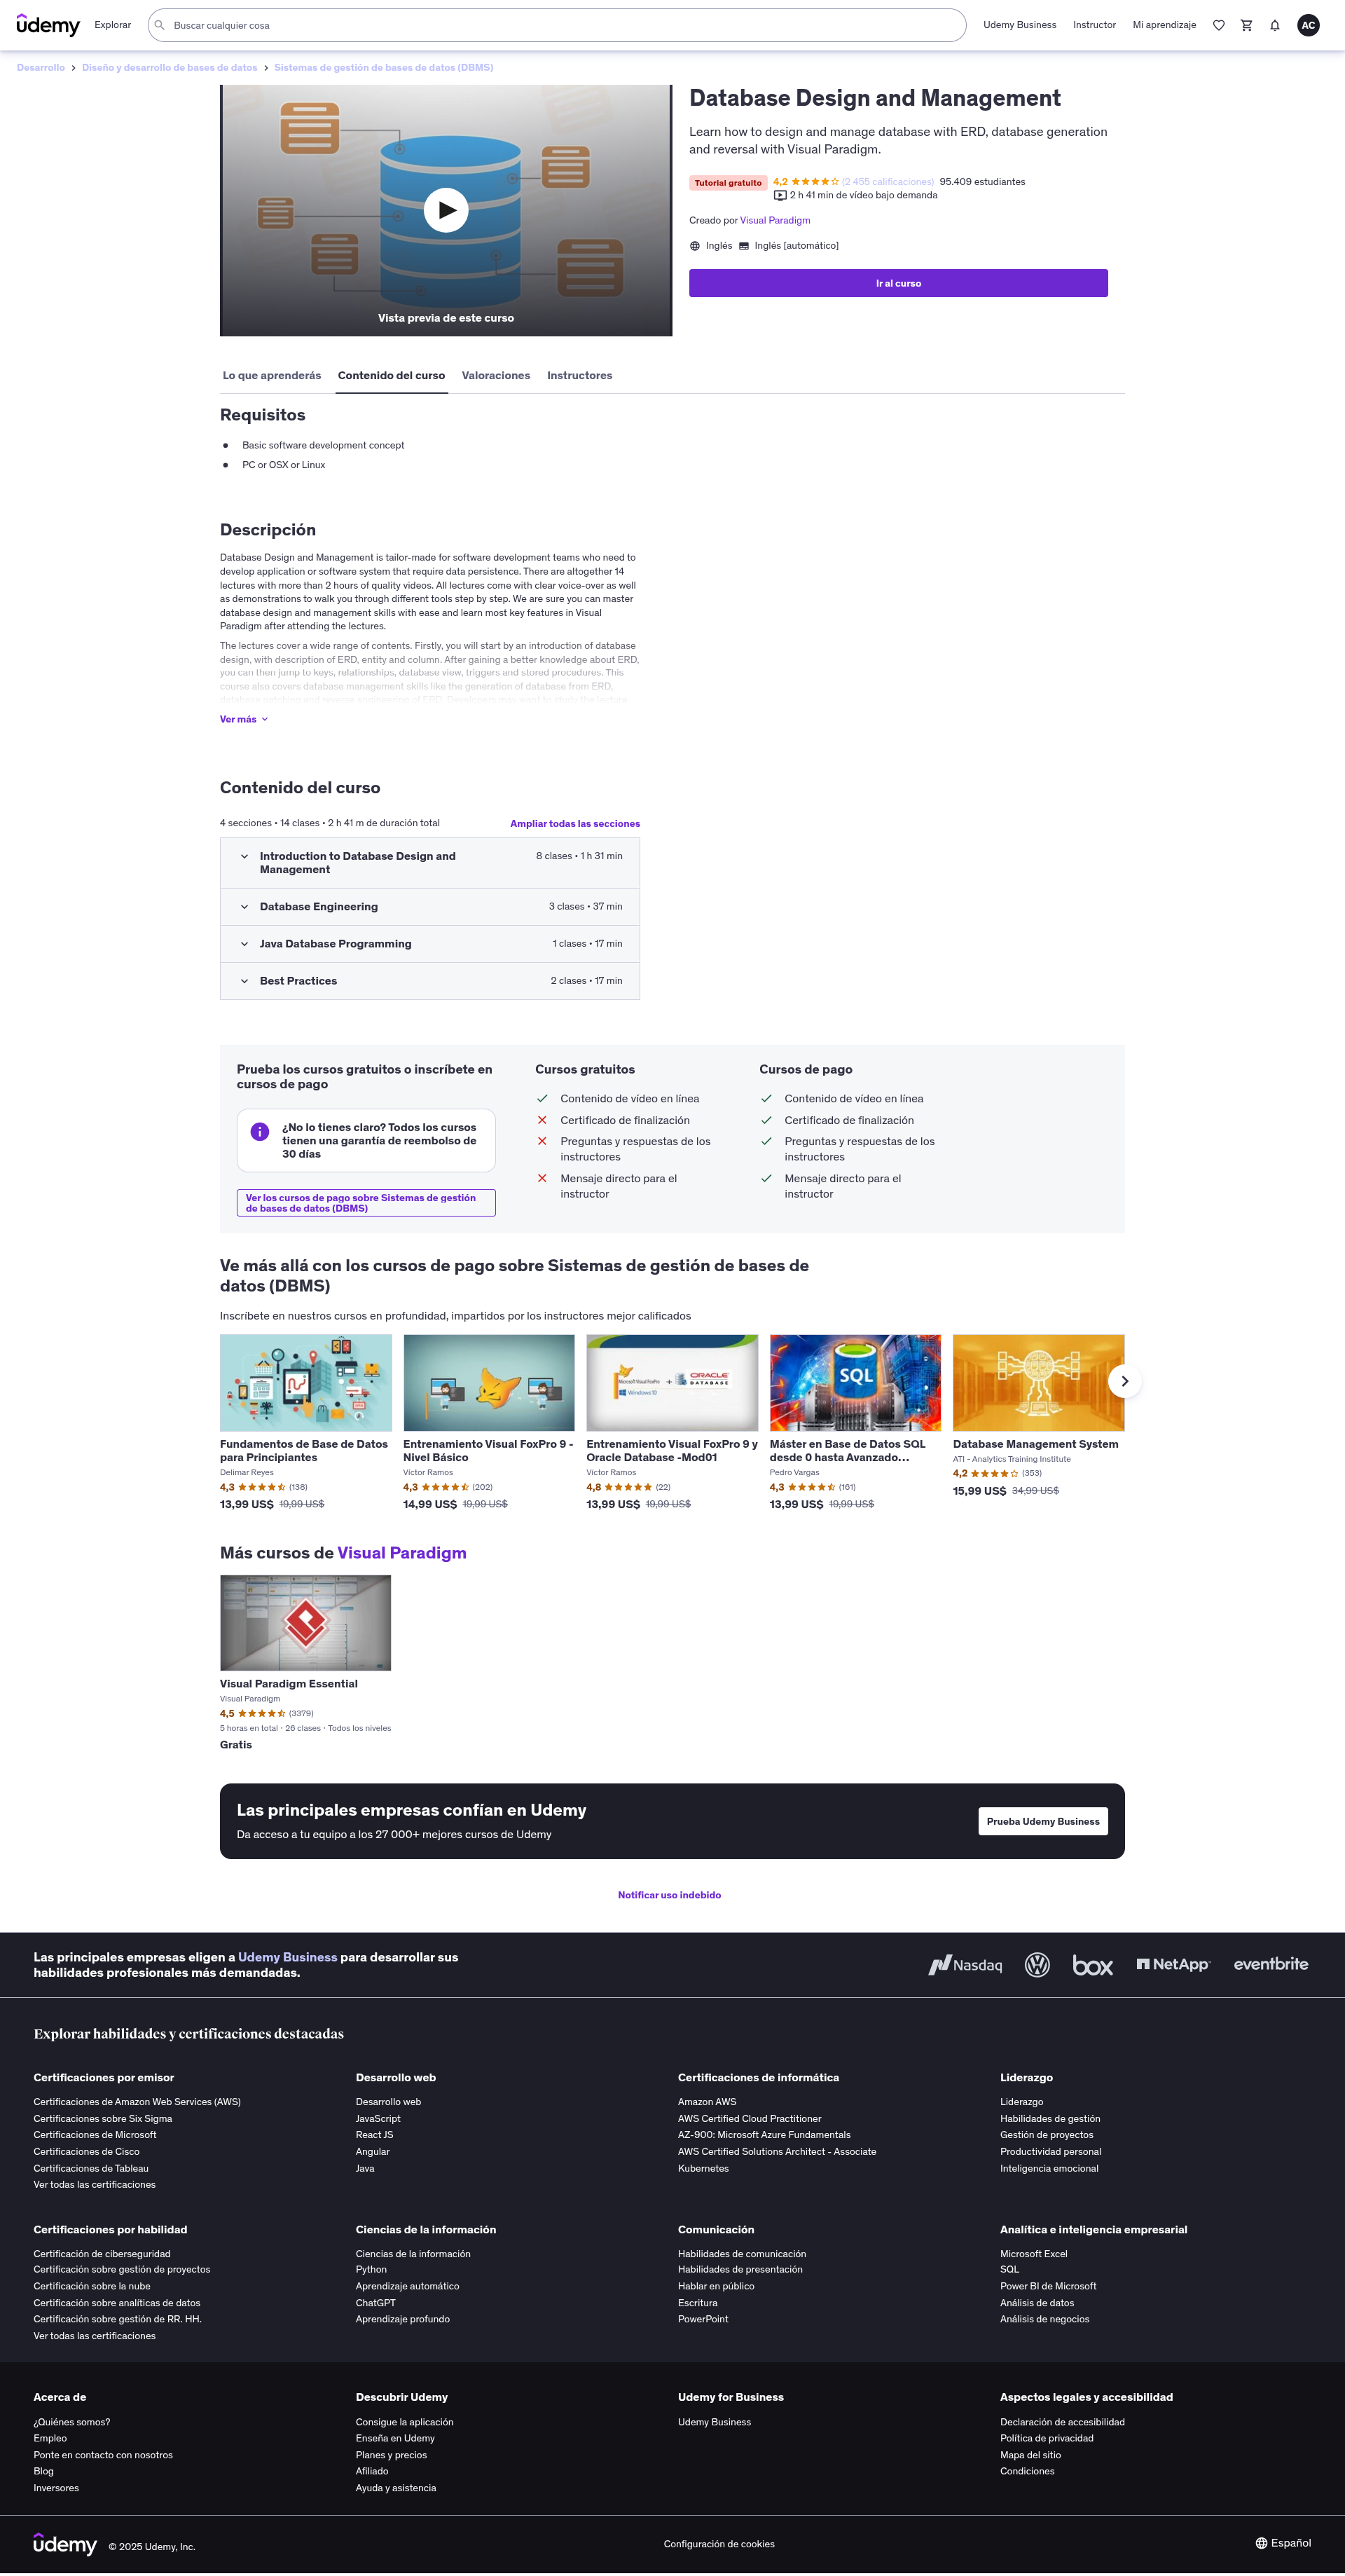 udemy
Explorar
Buscar cualquier cosa
Udemy Business
Instructor
Mi aprendizaje
AC
Desarrollo
Diseño y desarrollo de bases de datos
Sistemas de gestión de bases de datos (DBMS)
Vista previa de este curso
Database Design and Management
Learn how to design and manage database with ERD, database generation
and reversal with Visual Paradigm.
Tutorial gratuito
4,2 (2 455 calificaciones) 95.409 estudiantes
2 h 41 min de vídeo bajo demanda
Creado por Visual Paradigm
Inglés Inglés [automático]
Ir al curso
Lo que aprenderás
Contenido del curso
Valoraciones
Instructores
Requisitos
Basic software development concept
PC or OSX or Linux
Descripción
Database Design and Management is tailor-made for software development teams who need to
develop application or software system that require data persistence. There are altogether 14
lectures with more than 2 hours of quality videos. All lectures come with clear voice-over as well
as demonstrations to walk you through different tools step by step. We are sure you can master
database design and management skills with ease and learn most key features in Visual
Paradigm after attending the lectures.
The lectures cover a wide range of contents. Firstly, you will start by an introduction of database
design, with description of ERD, entity and column. After gaining a better knowledge about ERD,
you can then jump to keys, relationships, database view, triggers and stored procedures. This
course also covers database management skills like the generation of database from ERD,
Ver más
Contenido del curso
4 secciones • 14 clases • 2 h 41 m de duración total
Ampliar todas las secciones
Introduction to Database Design and
Management
8 clases • 1 h 31 min
Database Engineering
3 clases • 37 min
Java Database Programming
1 clases • 17 min
Best Practices
2 clases • 17 min
Prueba los cursos gratuitos o inscríbete en
cursos de pago
¿No lo tienes claro? Todos los cursos
tienen una garantía de reembolso de
30 días
Ver los cursos de pago sobre Sistemas de gestión
de bases de datos (DBMS)
Cursos gratuitos
Contenido de vídeo en línea
Certificado de finalización
Preguntas y respuestas de los
instructores
Mensaje directo para el
instructor
Cursos de pago
Contenido de vídeo en línea
Certificado de finalización
Preguntas y respuestas de los
instructores
Mensaje directo para el
instructor
Ve más allá con los cursos de pago sobre Sistemas de gestión de bases de
datos (DBMS)
Inscríbete en nuestros cursos en profundidad, impartidos por los instructores mejor calificados
Fundamentos de Base de Datos
para Principiantes
Delimar Reyes
4,3 (138)
13,99 US$ 19,99 US$
Entrenamiento Visual FoxPro 9 -
Nivel Básico
Víctor Ramos
4,3 (202)
14,99 US$ 19,99 US$
Microsoft Visual FoxPro
Windows 10
+
ORACLE
DATABASE
Entrenamiento Visual FoxPro 9 y
Oracle Database -Mod01
Víctor Ramos
4,8 (22)
13,99 US$ 19,99 US$
SQL
Máster en Base de Datos SQL
desde 0 hasta Avanzado…
Pedro Vargas
4,3 (161)
13,99 US$ 19,99 US$
Database Management System
ATI - Analytics Training Institute
4,2 (353)
15,99 US$ 34,99 US$
Más cursos de Visual Paradigm
Visual Paradigm Essential
Visual Paradigm
4,5 (3379)
5 horas en total · 26 clases · Todos los niveles
Gratis
Las principales empresas confían en Udemy
Da acceso a tu equipo a los 27 000+ mejores cursos de Udemy
Prueba Udemy Business
Notificar uso indebido
Las principales empresas eligen a Udemy Business para desarrollar sus
habilidades profesionales más demandadas.
Nasdaq
box
NetApp
eventbrite
Explorar habilidades y certificaciones destacadas
Certificaciones por emisor
Certificaciones de Amazon Web Services (AWS)
Certificaciones sobre Six Sigma
Certificaciones de Microsoft
Certificaciones de Cisco
Certificaciones de Tableau
Ver todas las certificaciones
Desarrollo web
Desarrollo web
JavaScript
React JS
Angular
Java
Certificaciones de informática
Amazon AWS
AWS Certified Cloud Practitioner
AZ-900: Microsoft Azure Fundamentals
AWS Certified Solutions Architect - Associate
Kubernetes
Liderazgo
Liderazgo
Habilidades de gestión
Gestión de proyectos
Productividad personal
Inteligencia emocional
Certificaciones por habilidad
Certificación de ciberseguridad
Certificación sobre gestión de proyectos
Certificación sobre la nube
Certificación sobre analíticas de datos
Certificación sobre gestión de RR. HH.
Ver todas las certificaciones
Ciencias de la información
Ciencias de la información
Python
Aprendizaje automático
ChatGPT
Aprendizaje profundo
Comunicación
Habilidades de comunicación
Habilidades de presentación
Hablar en público
Escritura
PowerPoint
Analítica e inteligencia empresarial
Microsoft Excel
SQL
Power BI de Microsoft
Análisis de datos
Análisis de negocios
Acerca de
¿Quiénes somos?
Empleo
Ponte en contacto con nosotros
Blog
Inversores
Descubrir Udemy
Consigue la aplicación
Enseña en Udemy
Planes y precios
Afiliado
Ayuda y asistencia
Udemy for Business
Udemy Business
Aspectos legales y accesibilidad
Declaración de accesibilidad
Política de privacidad
Mapa del sitio
Condiciones
udemy
© 2025 Udemy, Inc.
Configuración de cookies
Español